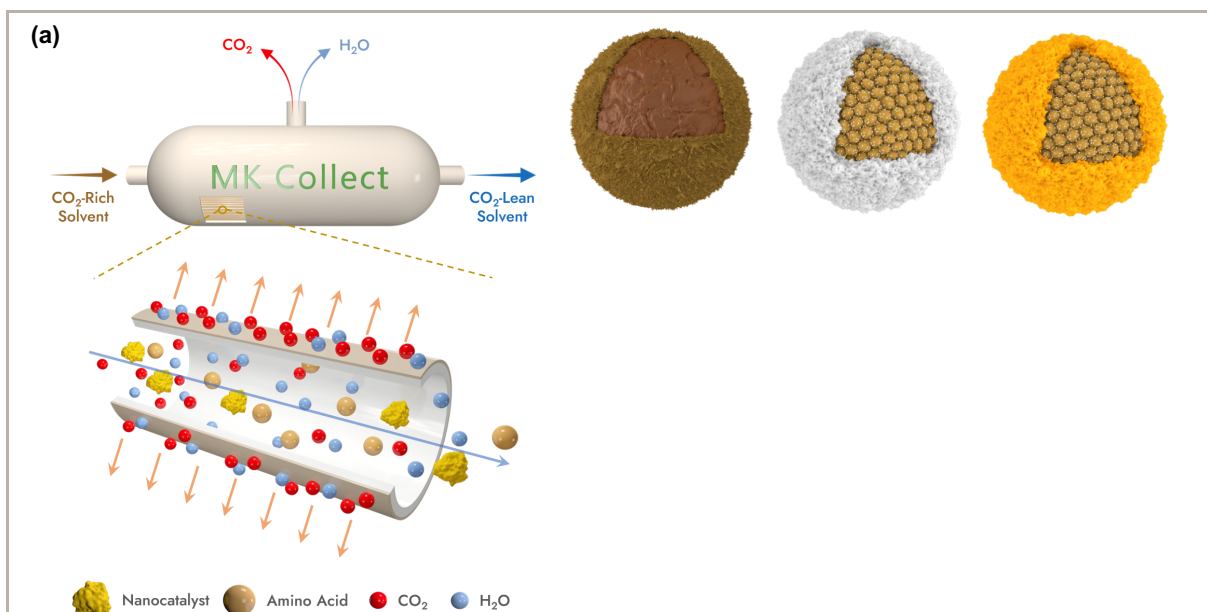 (a)
CO₂
H₂O
MK Collect
CO₂-Rich
Solvent
CO₂-Lean
Solvent
Nanocatalyst
Amino Acid
CO₂
H₂O